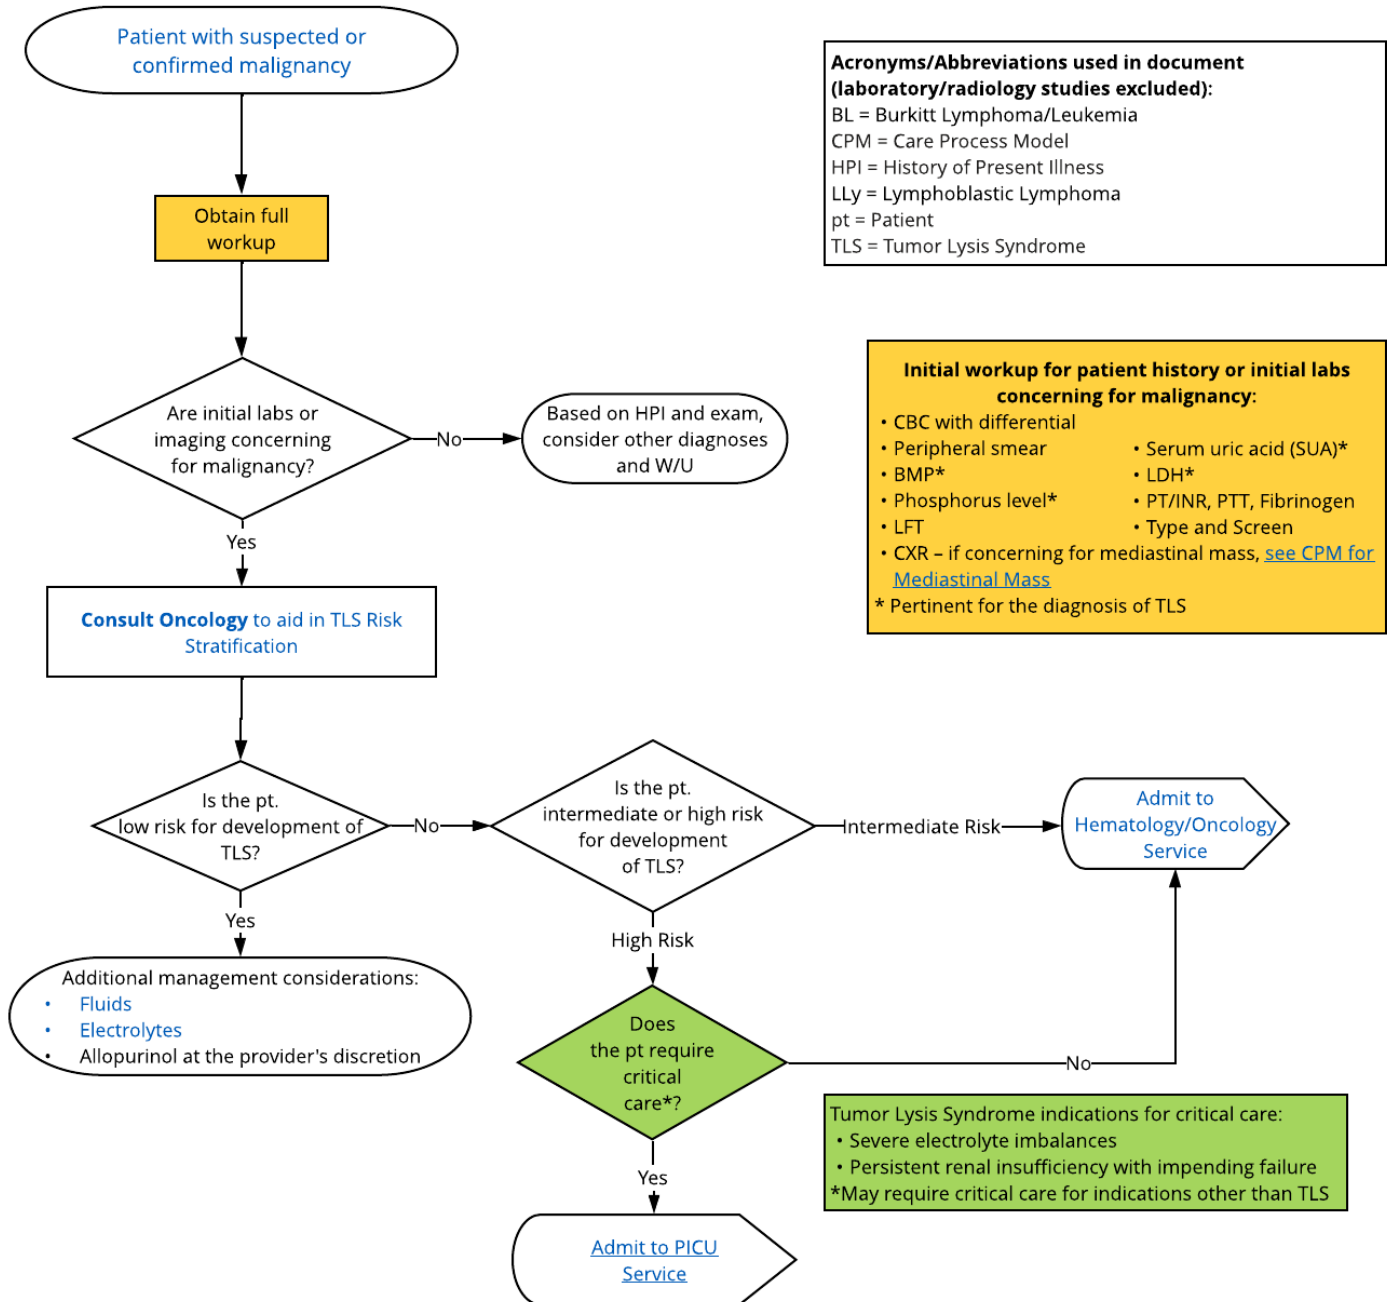 Patient with suspected or
confirmed malignancy
Acronyms/Abbreviations used in document
(laboratory/radiology studies excluded):
BL = Burkitt Lymphoma/Leukemia
CPM = Care Process Model
HPI = History of Present Illness
LLy = Lymphoblastic Lymphoma
pt = Patient
TLS = Tumor Lysis Syndrome
Obtain full
workup
Initial workup for patient history or initial labs
concerning for malignancy:
• CBC with differential
• Peripheral smear
• BMP*
• Phosphorus level*
• LFT
• Serum uric acid (SUA)*
• LDH*
• PT/INR, PTT, Fibrinogen
• Type and Screen
• CXR – if concerning for mediastinal mass, see CPM for
Mediastinal Mass
* Pertinent for the diagnosis of TLS
Are initial labs or
imaging concerning
for malignancy?
No
Based on HPI and exam,
consider other diagnoses
and W/U
Yes
Consult Oncology to aid in TLS Risk
Stratification
Is the pt.
low risk for development of
TLS?
No
Is the pt.
intermediate or high risk
for development
of TLS?
Intermediate Risk
Admit to
Hematology/Oncology
Service
Yes
Additional management considerations:
• Fluids
• Electrolytes
• Allopurinol at the provider's discretion
High Risk
Does
the pt require
critical
care*?
No
Tumor Lysis Syndrome indications for critical care:
• Severe electrolyte imbalances
• Persistent renal insufficiency with impending failure
*May require critical care for indications other than TLS
Yes
Admit to PICU
Service